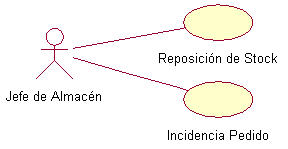 Reposición de Stock
Jefe de Almacén
Incidencia Pedido